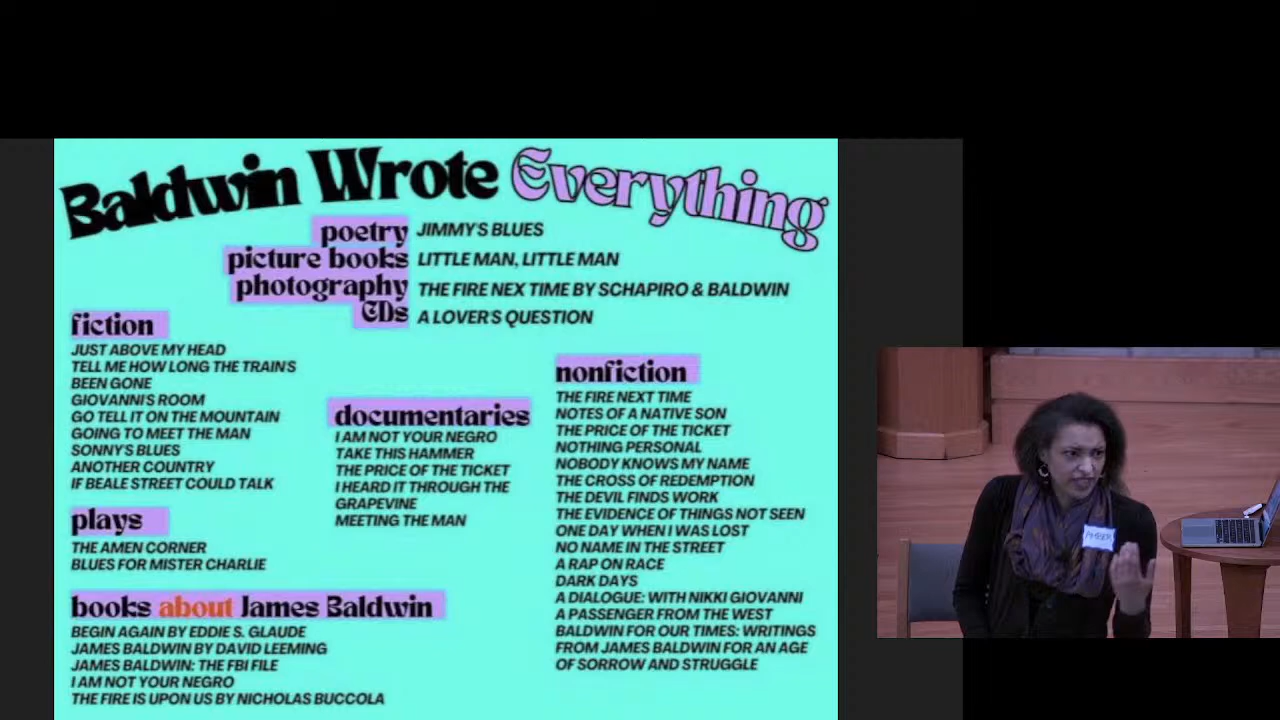 Baldwin Wrote Everything
poetry JIMMY'S BLUES
picture books LITTLE MAN, LITTLE MAN
photography THE FIRE NEX TIME BY SCHAPIRO & BALDWIN
CDs A LOVER'S QUESTION
fiction
JUST ABOVE MY HEAD
TELL ME HOW LONG THE TRAIN'S
BEEN GONE
GIOVANNI'S ROOM
GO TELL IT ON THE MOUNTAIN
GOING TO MEET THE MAN
SONNY'S BLUES
ANOTHER COUNTRY
IF BEALE STREET COULD TALK
plays
THE AMEN CORNER
BLUES FOR MISTER CHARLIE
books about James Baldwin
BEGIN AGAIN BY EDDIE S. GLAUDE
JAMES BALDWIN BY DAVID LEEMING
JAMES BALDWIN: THE FBI FILE
I AM NOT YOUR NEGRO
THE FIRE IS UPON US BY NICHOLAS BUCCOLA
documentaries
I AM NOT YOUR NEGRO
TAKE THIS HAMMER
THE PRICE OF THE TICKET
I HEARD IT THROUGH THE
GRAPEVINE
MEETING THE MAN
nonfiction
THE FIRE NEXT TIME
NOTES OF A NATIVE SON
THE PRICE OF THE TICKET
NOTHING PERSONAL
NOBODY KNOWS MY NAME
THE CROSS OF REDEMPTION
THE DEVIL FINDS WORK
THE EVIDENCE OF THINGS NOT SEEN
ONE DAY WHEN I WAS LOST
NO NAME IN THE STREET
A RAP ON RACE
DARK DAYS
A DIALOGUE: WITH NIKKI GIOVANNI
A PASSENGER FROM THE WEST
BALDWIN FOR OUR TIMES: WRITINGS
FROM JAMES BALDWIN FOR AN AGE
OF SORROW AND STRUGGLE